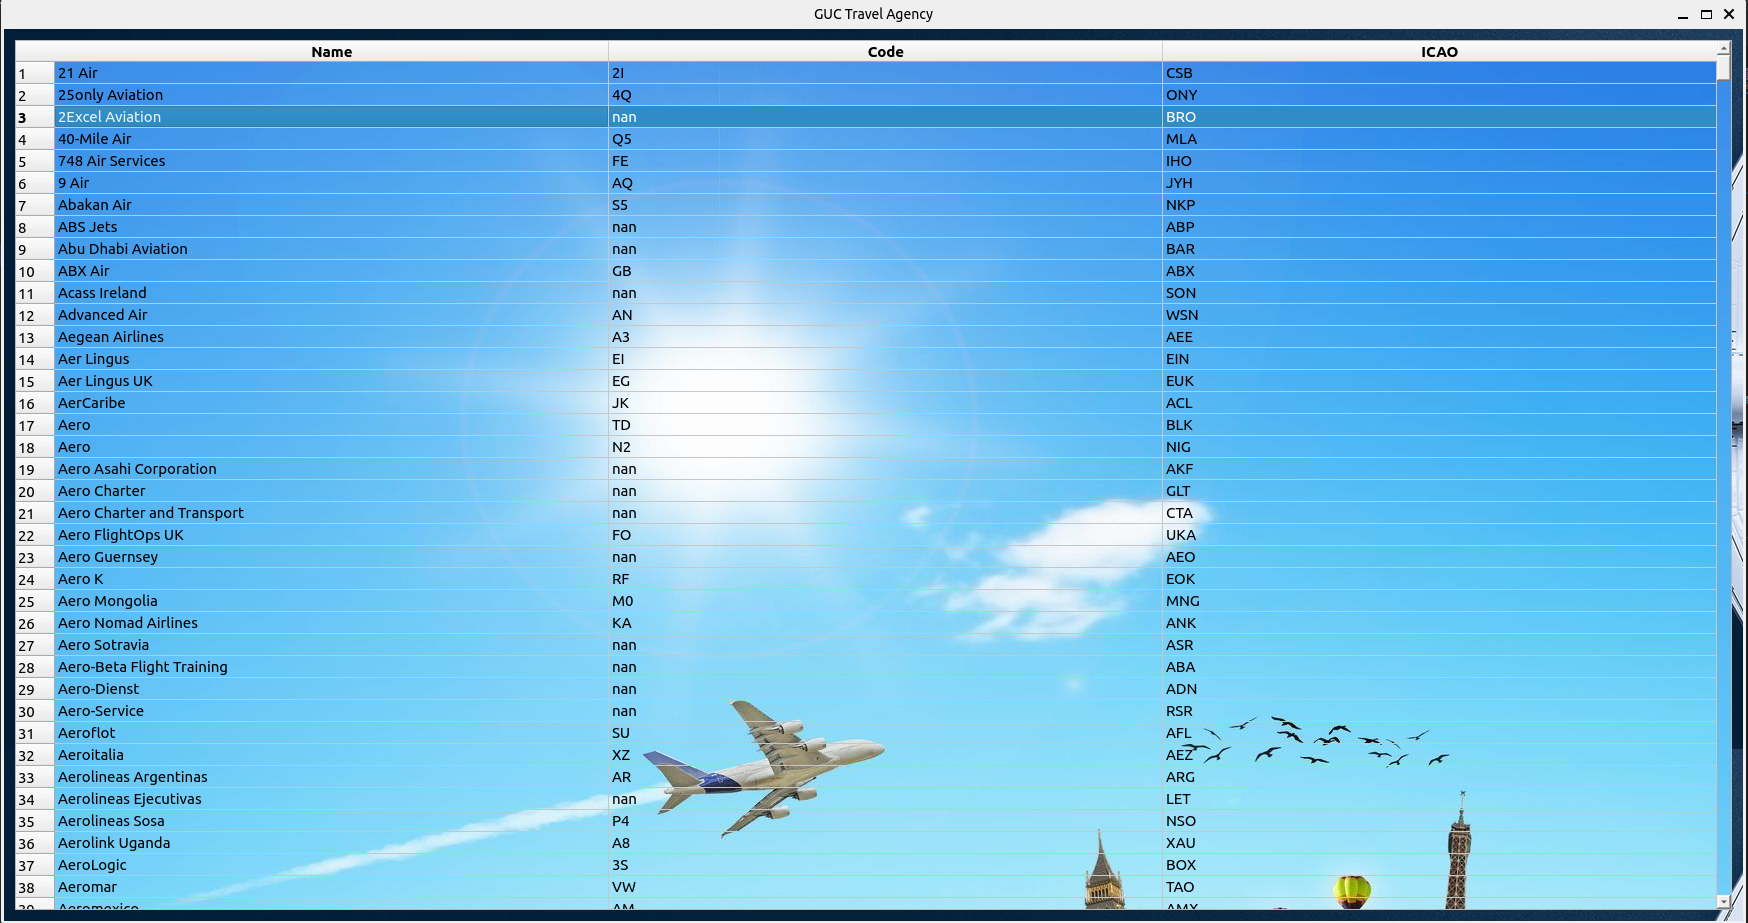 GUC Travel Agency
Name Code ICAO
1 21 Air 2I CSB
2 25only Aviation 4Q ONY
3 2Excel Aviation nan BRO
4 40-Mile Air Q5 MLA
5 748 Air Services FE IHO
6 9 Air AQ JYH
7 Abakan Air S5 NKP
8 ABS Jets nan ABP
9 Abu Dhabi Aviation nan BAR
10 ABX Air GB ABX
11 Acass Ireland nan SON
12 Advanced Air AN WSN
13 Aegean Airlines A3 AEE
14 Aer Lingus EI EIN
15 Aer Lingus UK EG EUK
16 AerCaribe JK ACL
17 Aero TD BLK
18 Aero N2 NIG
19 Aero Asahi Corporation nan AKF
20 Aero Charter nan GLT
21 Aero Charter and Transport nan CTA
22 Aero FlightOps UK FO UKA
23 Aero Guernsey nan AEO
24 Aero K RF EOK
25 Aero Mongolia M0 MNG
26 Aero Nomad Airlines KA ANK
27 Aero Sotravia nan ASR
28 Aero-Beta Flight Training nan ABA
29 Aero-Dienst nan ADN
30 Aero-Service nan RSR
31 Aeroflot SU AFL
32 Aeroitalia XZ AEZ
33 Aerolineas Argentinas AR ARG
34 Aerolineas Ejecutivas nan LET
35 Aerolineas Sosa P4 NSO
36 Aerolink Uganda A8 XAU
37 AeroLogic 3S BOX
38 Aeromar VW TAO
39 Aeromexico AM AMX